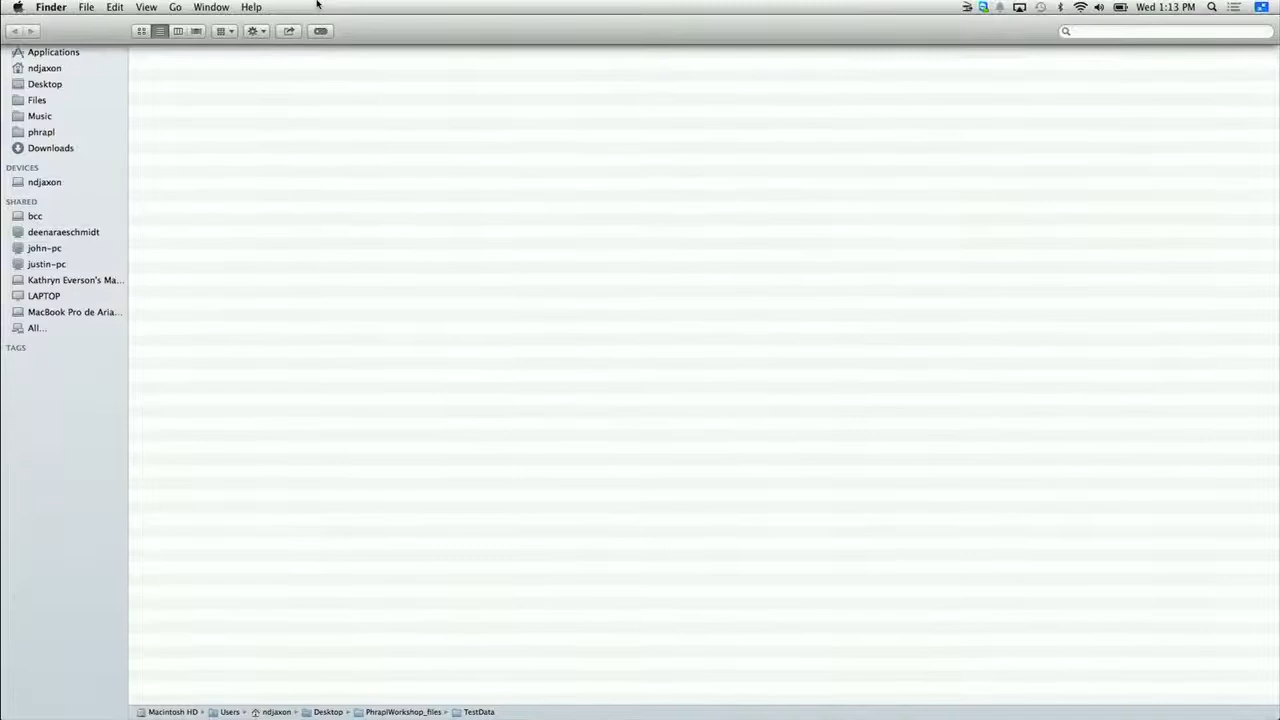 Finder File Edit View Go Window Help Wed 1:13 PM
Applications
ndjaxon
Desktop
Files
Music
phrapl
Downloads
DEVICES
ndjaxon
SHARED
bcc
deenaraeschmidt
john-pc
justin-pc
Kathryn Everson's Ma...
LAPTOP
MacBook Pro de Aria...
All...
TAGS
Macintosh HD Users ndjaxon Desktop PhraplWorkshop_files TestData